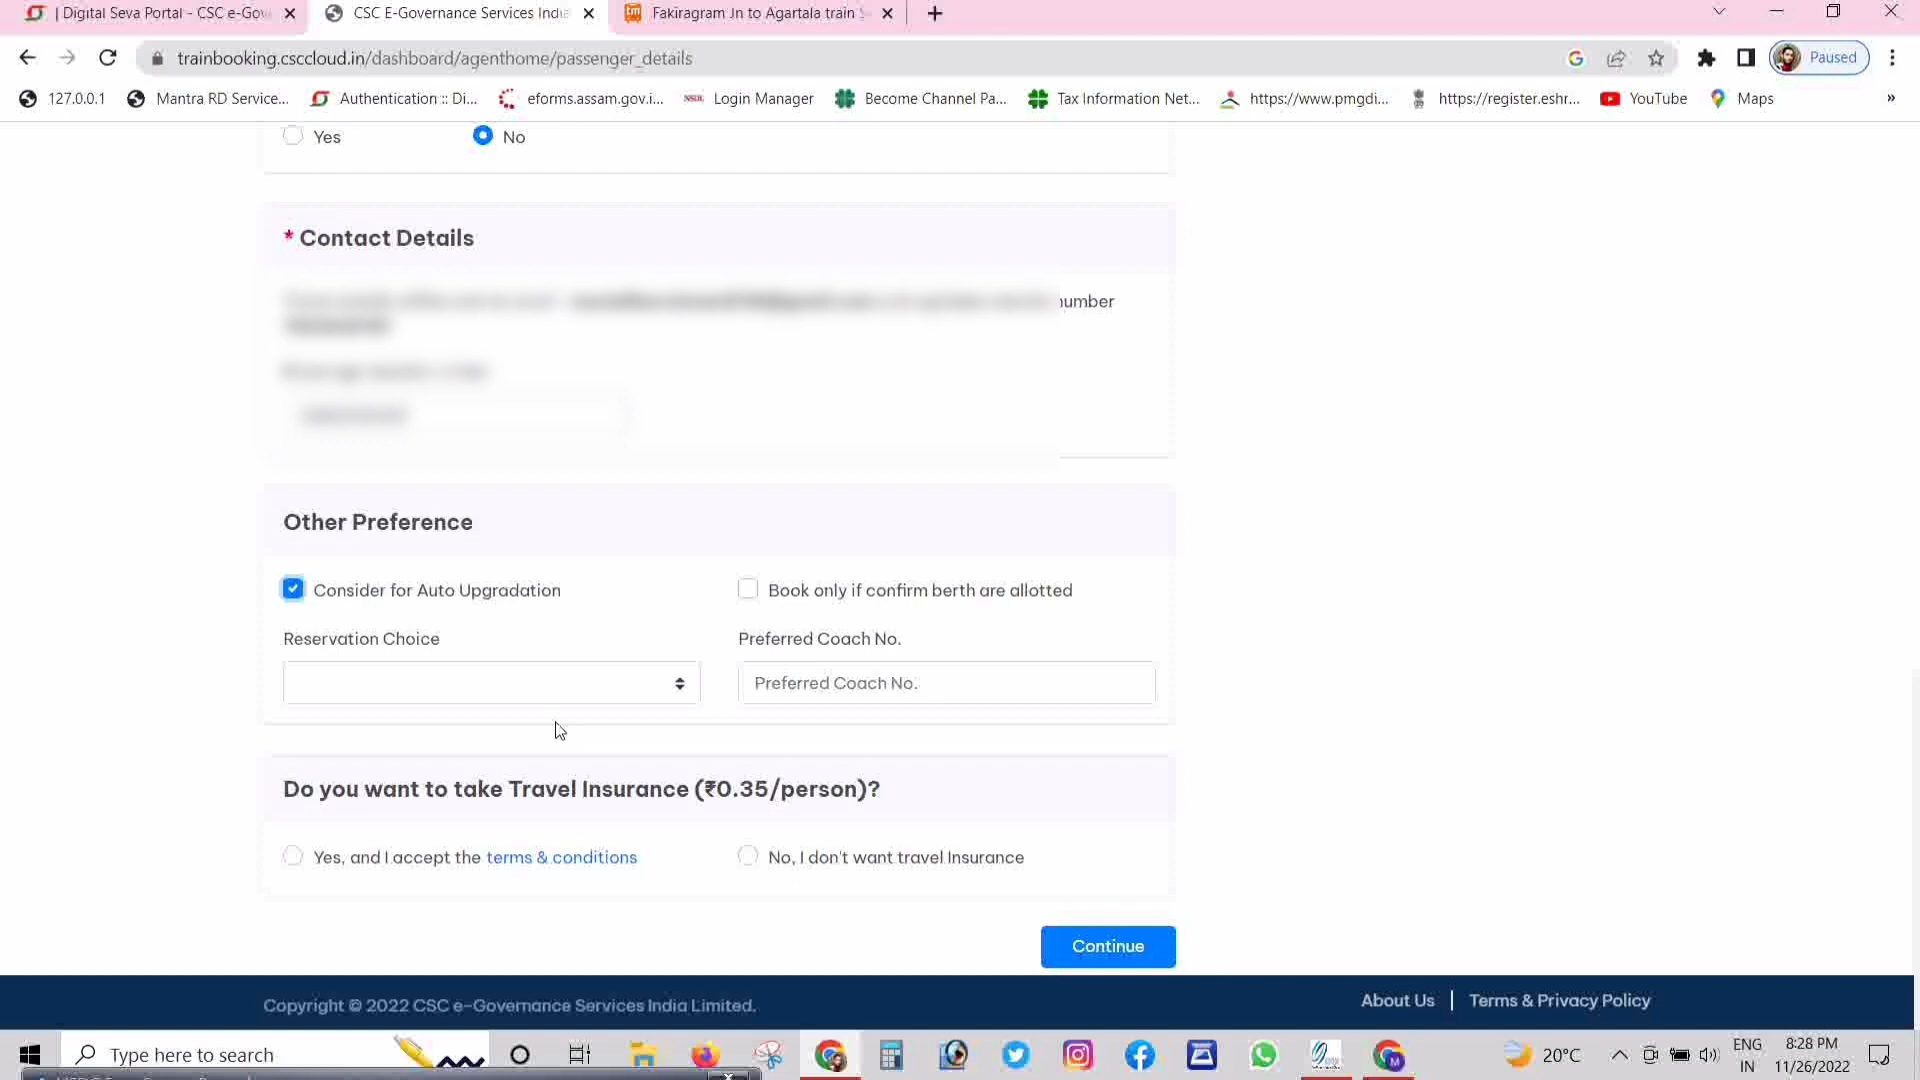 | Digital Seva Portal - CSC e-Gov
CSC E-Governance Services India
Fakiragram Jn to Agartala train S
trainbooking.csccloud.in/dashboard/agenthome/passenger_details
Paused
127.0.0.1
Mantra RD Service...
Authentication :: Di...
eforms.assam.gov.i...
NSDL Login Manager
Become Channel Pa...
Tax Information Net...
https://www.pmgdi...
https://register.eshr...
YouTube
Maps
»
Yes
No
* Contact Details
number
Other Preference
Consider for Auto Upgradation
Book only if confirm berth are allotted
Reservation Choice
Preferred Coach No.
Preferred Coach No.
Do you want to take Travel Insurance (₹0.35/person)?
Yes, and I accept the terms & conditions
No, I don't want travel Insurance
Continue
Copyright © 2022 CSC e-Governance Services India Limited.
About Us | Terms & Privacy Policy
Type here to search
20°C
ENG
IN
8:28 PM
11/26/2022